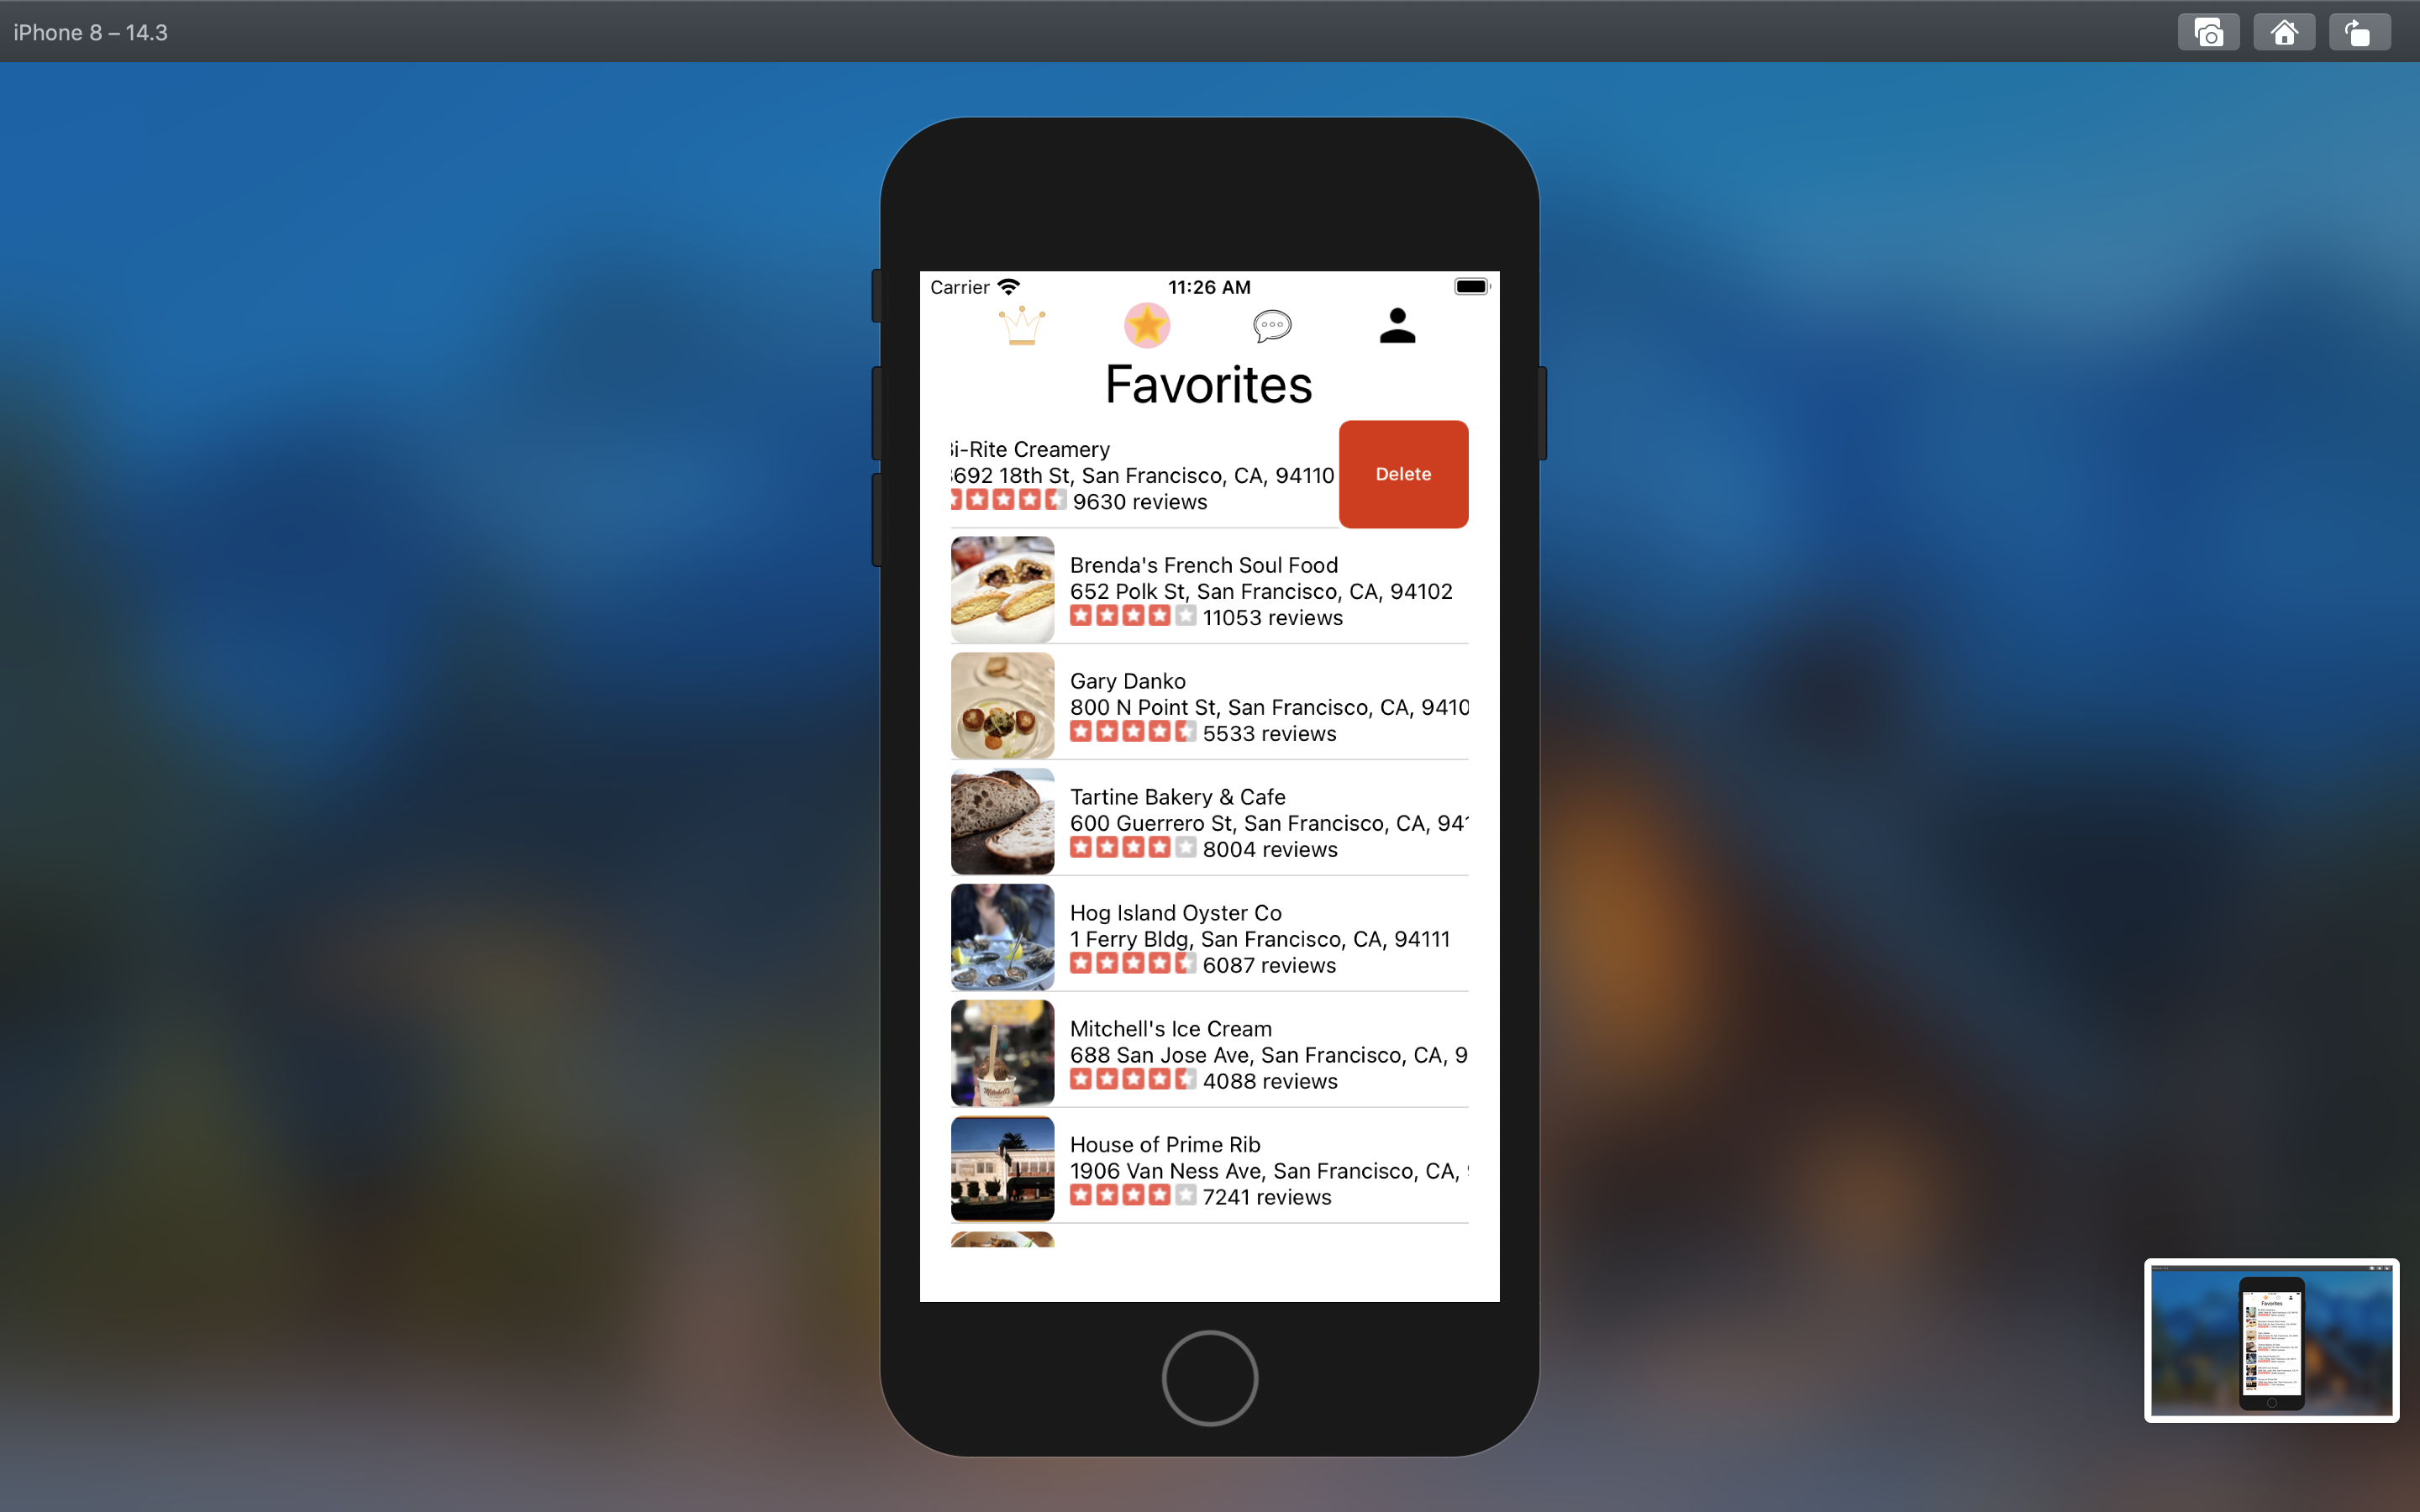 iPhone 8 – 14.3
Carrier
11:26 AM
Favorites
i-Rite Creamery
692 18th St, San Francisco, CA, 94110
9630 reviews
Delete
Brenda's French Soul Food
652 Polk St, San Francisco, CA, 94102
11053 reviews
Gary Danko
800 N Point St, San Francisco, CA, 9410
5533 reviews
Tartine Bakery & Cafe
600 Guerrero St, San Francisco, CA, 941
8004 reviews
Hog Island Oyster Co
1 Ferry Bldg, San Francisco, CA, 94111
6087 reviews
Mitchell's Ice Cream
688 San Jose Ave, San Francisco, CA, 9
4088 reviews
House of Prime Rib
1906 Van Ness Ave, San Francisco, CA,
7241 reviews
Favorites